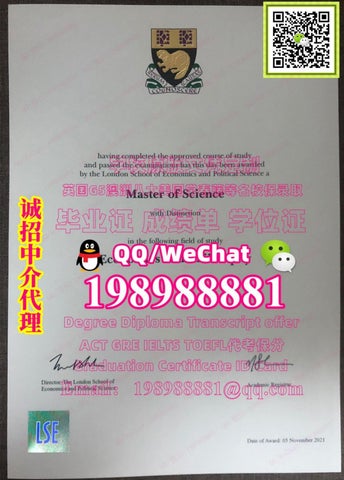 having completed the approved course of study
and passed the examinations has this day been awarded
by the London School of Economics and Political Science a
Master of Science
with Distinction
毕业证 成绩单 学位证
in the following field of study
QQ/WeChat
198988881
Degree Diploma Transcript offer
ACT GRE IELTS TOEFL代考保分
Graduation Certificate ID card
Email: 198988881@qq.com
诚招中介代理
Director, The London School of
Economics and Political Science
Academic Registrar
LSE
Date of Award: 05 November 2021